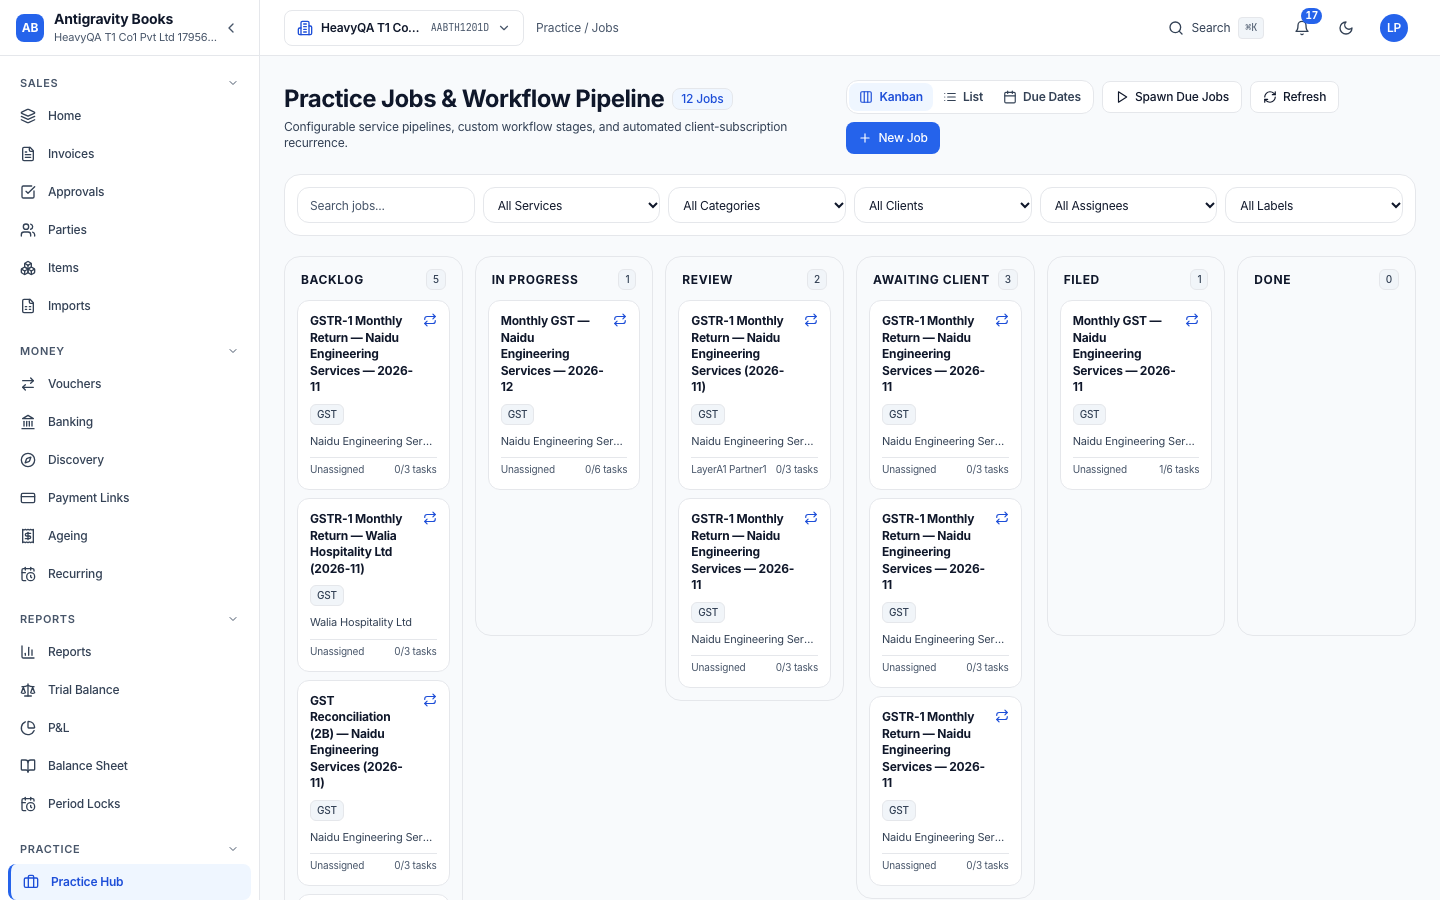 AB
Antigravity Books
HeavyQA T1 Co1 Pvt Ltd 17956...
SALES
Home
Invoices
Approvals
Parties
Items
Imports
MONEY
Vouchers
Banking
Discovery
Payment Links
Ageing
Recurring
REPORTS
Reports
Trial Balance
P&L
Balance Sheet
Period Locks
PRACTICE
Practice Hub
HeavyQA T1 Co... AABTH1201D
Practice / Jobs
Search ⌘K
17
LP
Practice Jobs & Workflow Pipeline
12 Jobs
Configurable service pipelines, custom workflow stages, and automated client-subscription
recurrence.
Kanban
List
Due Dates
Spawn Due Jobs
Refresh
New Job
Search jobs...
All Services
All Categories
All Clients
All Assignees
All Labels
BACKLOG 5
GSTR-1 Monthly
Return — Naidu
Engineering
Services — 2026-
11
GST
Naidu Engineering Ser...
Unassigned 0/3 tasks
GSTR-1 Monthly
Return — Walia
Hospitality Ltd
(2026-11)
GST
Walia Hospitality Ltd
Unassigned 0/3 tasks
GST
Reconciliation
(2B) — Naidu
Engineering
Services (2026-
11)
GST
Naidu Engineering Ser...
Unassigned 0/3 tasks
IN PROGRESS 1
Monthly GST —
Naidu
Engineering
Services — 2026-
12
GST
Naidu Engineering Ser...
Unassigned 0/6 tasks
REVIEW 2
GSTR-1 Monthly
Return — Naidu
Engineering
Services (2026-
11)
GST
Naidu Engineering Ser...
LayerA1 Partner1 0/3 tasks
GSTR-1 Monthly
Return — Naidu
Engineering
Services — 2026-
11
GST
Naidu Engineering Ser...
Unassigned 0/3 tasks
AWAITING CLIENT 3
GSTR-1 Monthly
Return — Naidu
Engineering
Services — 2026-
11
GST
Naidu Engineering Ser...
Unassigned 0/3 tasks
GSTR-1 Monthly
Return — Naidu
Engineering
Services — 2026-
11
GST
Naidu Engineering Ser...
Unassigned 0/3 tasks
GSTR-1 Monthly
Return — Naidu
Engineering
Services — 2026-
11
GST
Naidu Engineering Ser...
Unassigned 0/3 tasks
FILED 1
Monthly GST —
Naidu
Engineering
Services — 2026-
11
GST
Naidu Engineering Ser...
Unassigned 1/6 tasks
DONE 0